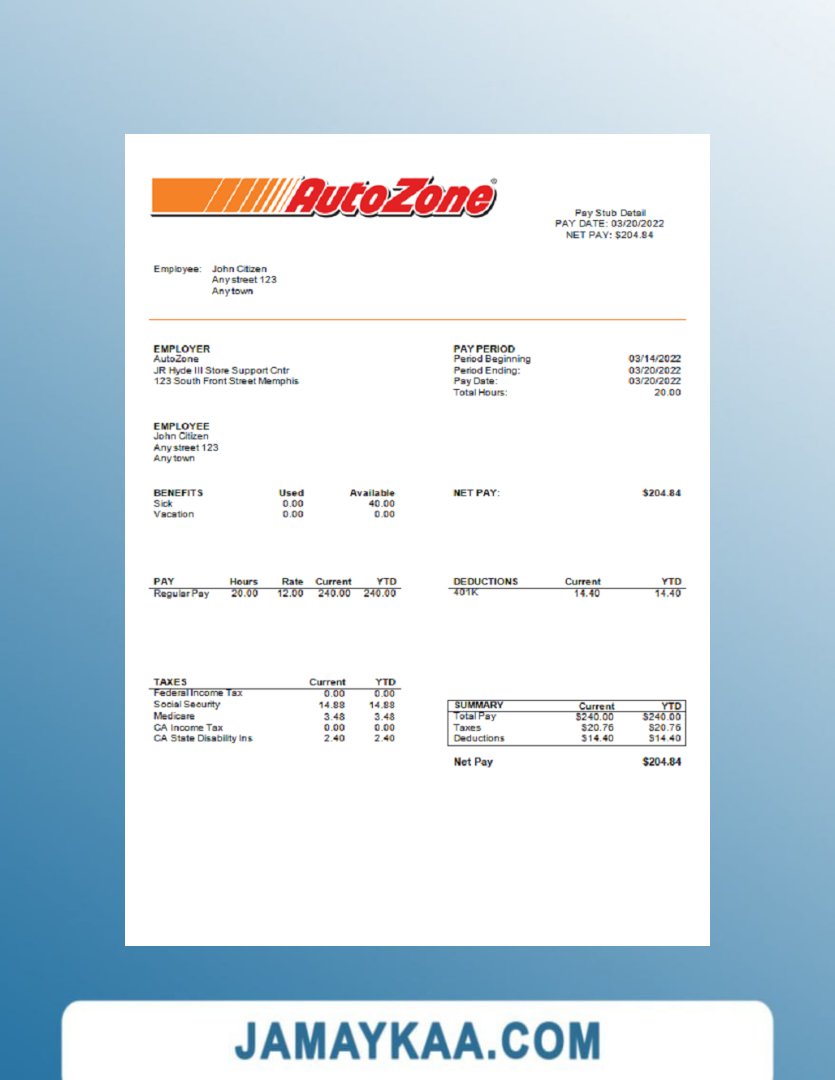 AutoZone®
Pay Stub Detail
PAY DATE: 03/20/2022
NET PAY: $204.84
Employee: John Citizen
Any street 123
Any town
EMPLOYER
AutoZone
JR Hyde III Store Support Cntr
123 South Front Street Memphis
PAY PERIOD
Period Beginning 03/14/2022
Period Ending: 03/20/2022
Pay Date: 03/20/2022
Total Hours: 20.00
EMPLOYEE
John Citizen
Any street 123
Any town
BENEFITS Used Available
Sick 0.00 40.00
Vacation 0.00 0.00
NET PAY: $204.84
PAY Hours Rate Current YTD
Regular Pay 20.00 12.00 240.00 240.00
DEDUCTIONS Current YTD
401K 14.40 14.40
TAXES Current YTD
Federal Income Tax 0.00 0.00
Social Security 14.88 14.88
Medicare 3.48 3.48
CA Income Tax 0.00 0.00
CA State Disability Ins 2.40 2.40
SUMMARY Current YTD
Total Pay $240.00 $240.00
Taxes $20.76 $20.76
Deductions $14.40 $14.40
Net Pay $204.84
JAMAYKAA.COM